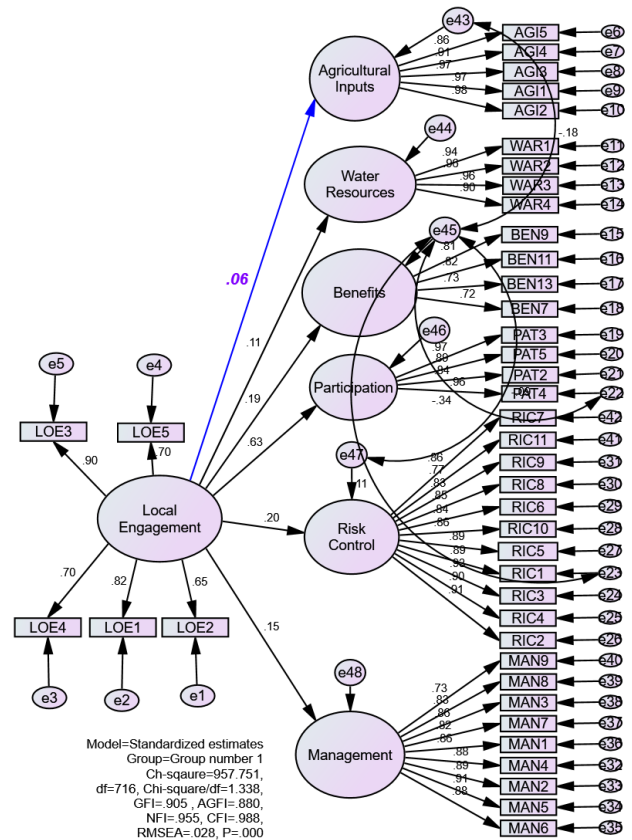 e43
AGI5
e6
.86
AGI4
e7
.91
Agricultural
Inputs
.97
AGI3
e8
.97
AGI1
e9
.98
AGI2
e10
-.18
e44
WAR1
e11
.94
WAR2
e12
Water
Resources
.96
WAR3
e13
.90
WAR4
e14
e45
BEN9
e15
.81
BEN11
e16
.82
.06
Benefits
.73
BEN13
e17
.72
BEN7
e18
e46
PAT3
e19
.97
PAT5
e20
.89
.11
Participation
.84
PAT2
e21
.96
PAT4
e22
.19
-.34
RIC7
e42
e5
e4
.63
RIC11
e41
LOE3
LOE5
e47
.86
RIC9
e31
.90
.70
.77
.11
.83
RIC8
e30
.85
RIC6
e29
Local
Engagement
.20
Risk
Control
.84
.86
RIC10
e28
.89
RIC5
e27
.89
RIC1
e23
.70
.82
.65
.93
.90
RIC3
e24
.91
RIC4
e25
LOE4
LOE1
LOE2
.15
RIC2
e26
MAN9
e40
e3
e2
e1
e48
MAN8
e39
.73
.83
MAN3
e38
.86
MAN7
e37
.82
Management
.86
MAN1
e36
.88
MAN4
e32
.89
MAN2
e33
.91
MAN5
e34
.88
MAN6
e35
Model=Standardized estimates
Group=Group number 1
Ch-sqaure=957.751,
df=716, Chi-square/df=1.338,
GFI=.905 , AGFI=.880,
NFI=.955, CFI=.988,
RMSEA=.028, P=.000